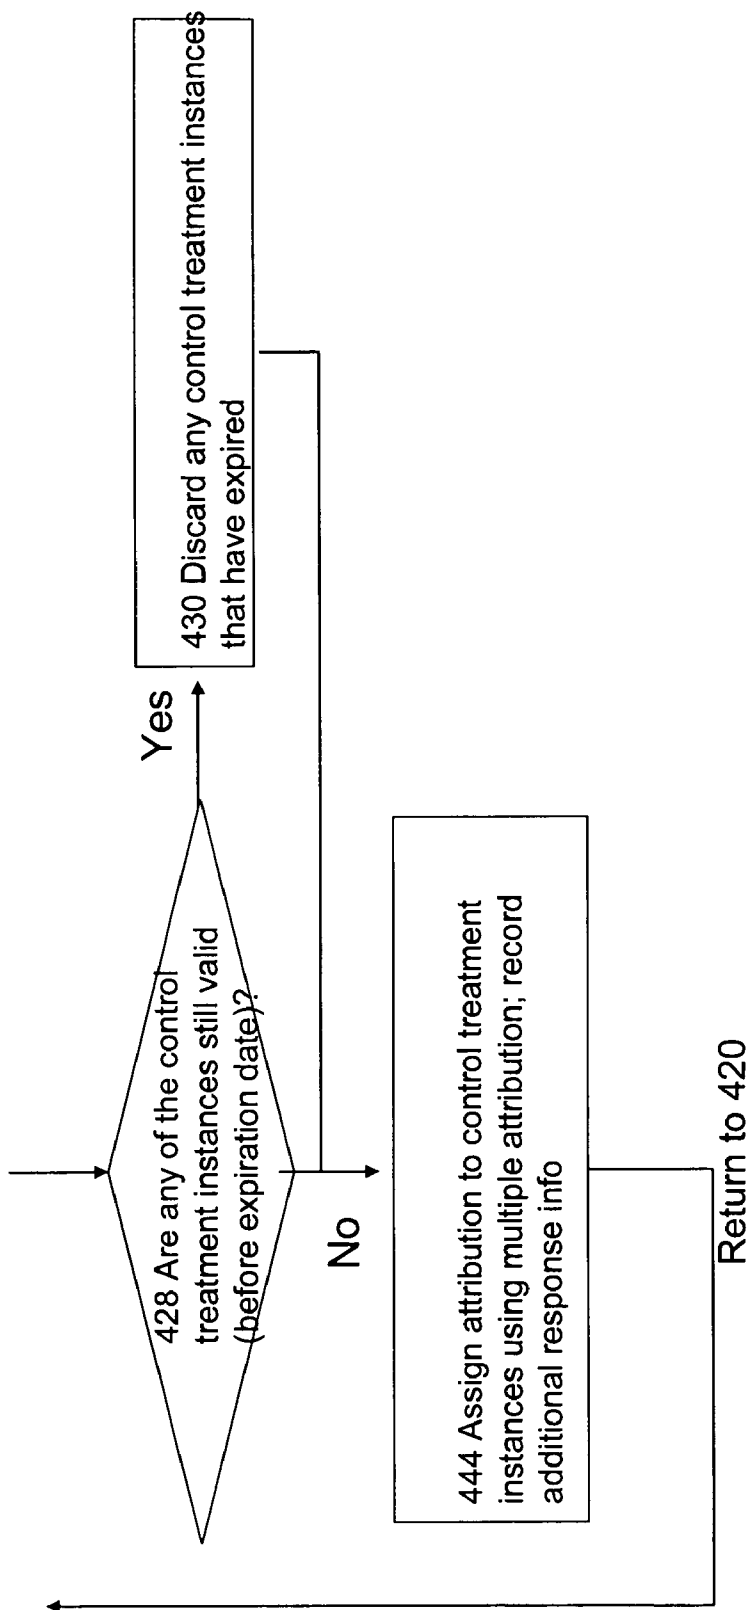 428 Are any of the control
treatment instances still valid
(before expiration date)?
Yes
430 Discard any control treatment instances
that have expired
No
444 Assign attribution to control treatment
instances using multiple attribution; record
additional response info
Return to 420